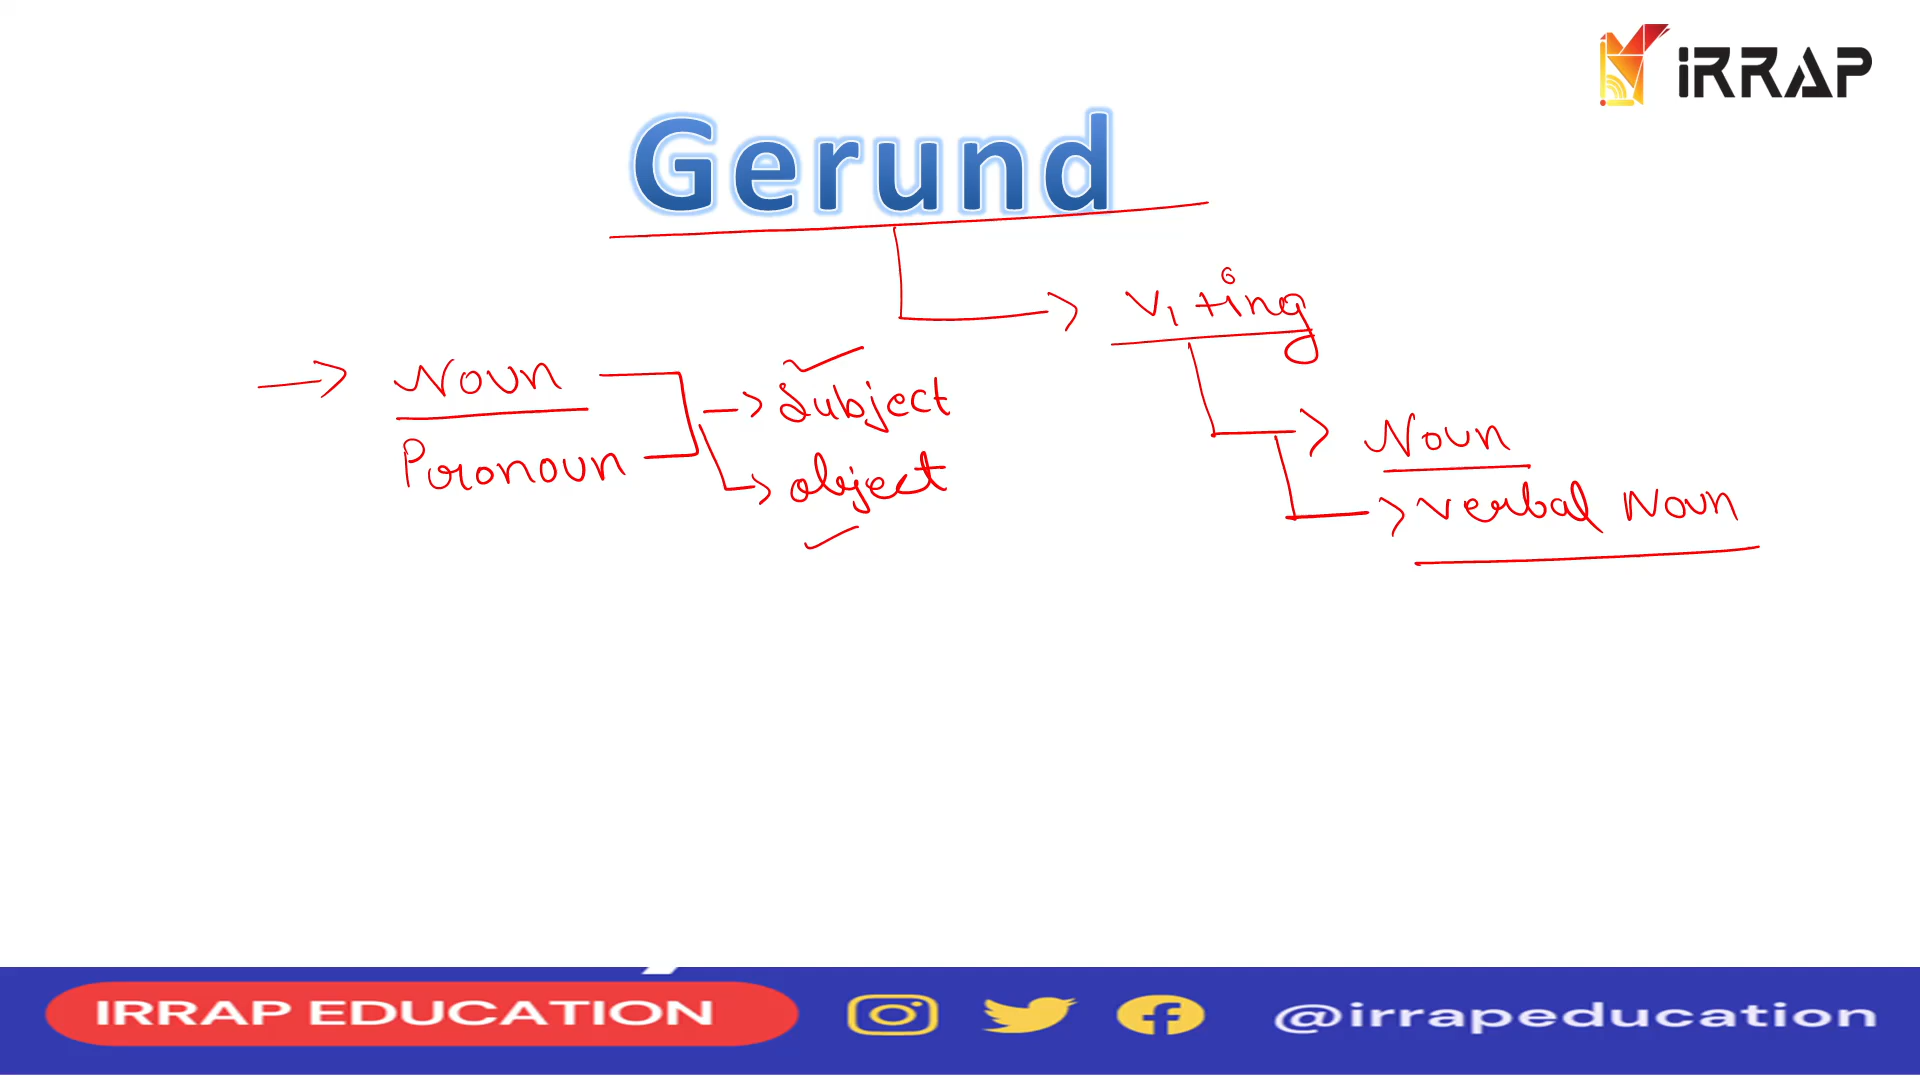 iRRAP
Gerund
V1 +ing
Noun
Pronoun
Subject
object
Noun
Verbal Noun
IRRAP EDUCATION
@irrapeducation